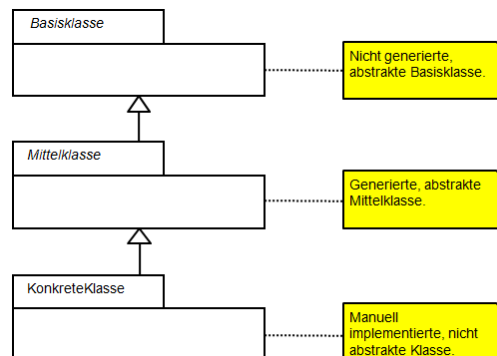 Basisklasse
Nicht generierte,
abstrakte Basisklasse.
Mittelklasse
Generierte, abstrakte
Mittelklasse.
KonkreteKlasse
Manuell
implementierte, nicht
abstrakte Klasse.